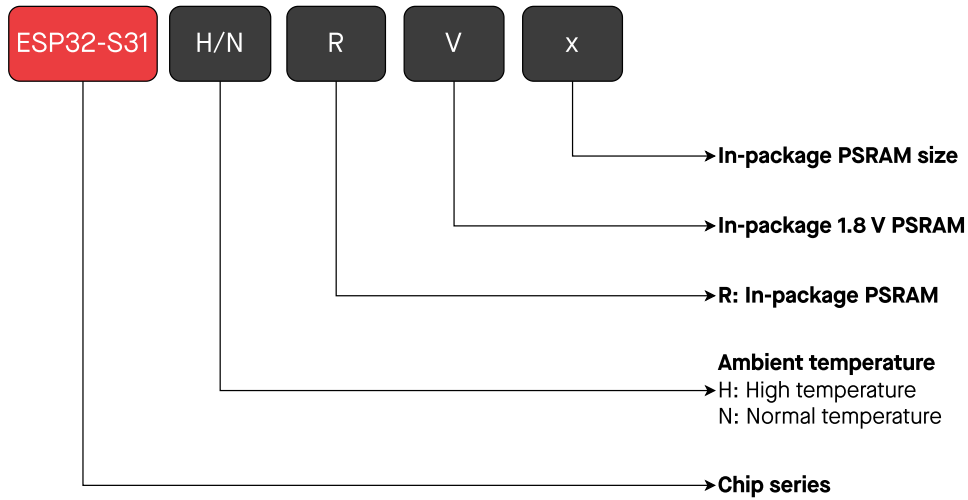 ESP32-S31 H/N R V x
In-package PSRAM size
In-package 1.8 V PSRAM
R: In-package PSRAM
Ambient temperature
H: High temperature
N: Normal temperature
Chip series